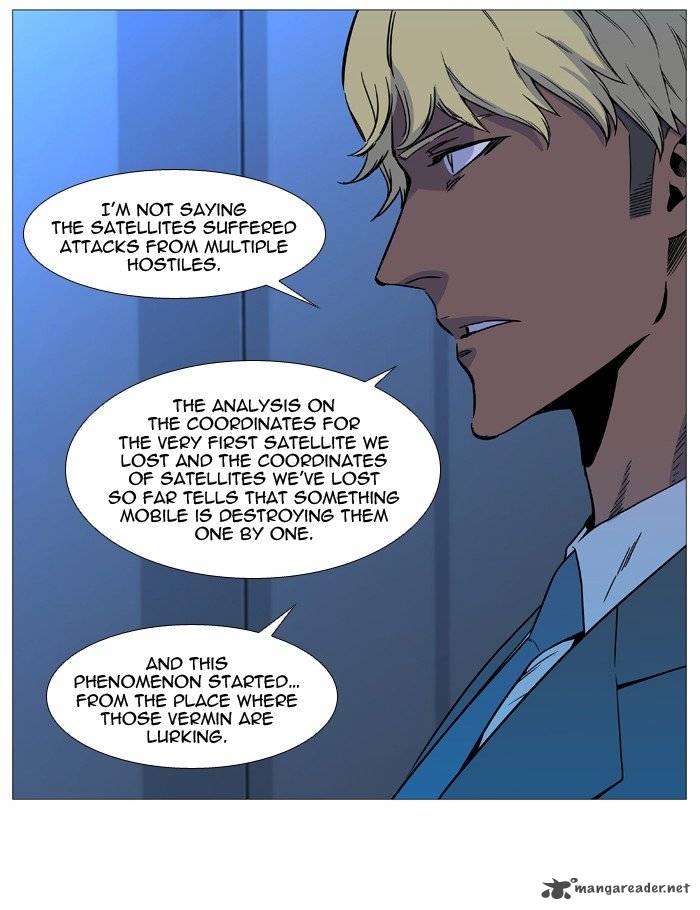 I'M NOT SAYING
THE SATELLITES SUFFERED
ATTACKS FROM MULTIPLE
HOSTILES.
THE ANALYSIS ON
THE COORDINATES FOR
THE VERY FIRST SATELLITE WE
LOST AND THE COORDINATES
OF SATELLITES WE'VE LOST
SO FAR TELLS THAT SOMETHING
MOBILE IS DESTROYING THEM
ONE BY ONE.
AND THIS
PHENOMENON STARTED...
FROM THE PLACE WHERE
THOSE VERMIN ARE
LURKING.
mangareader.net